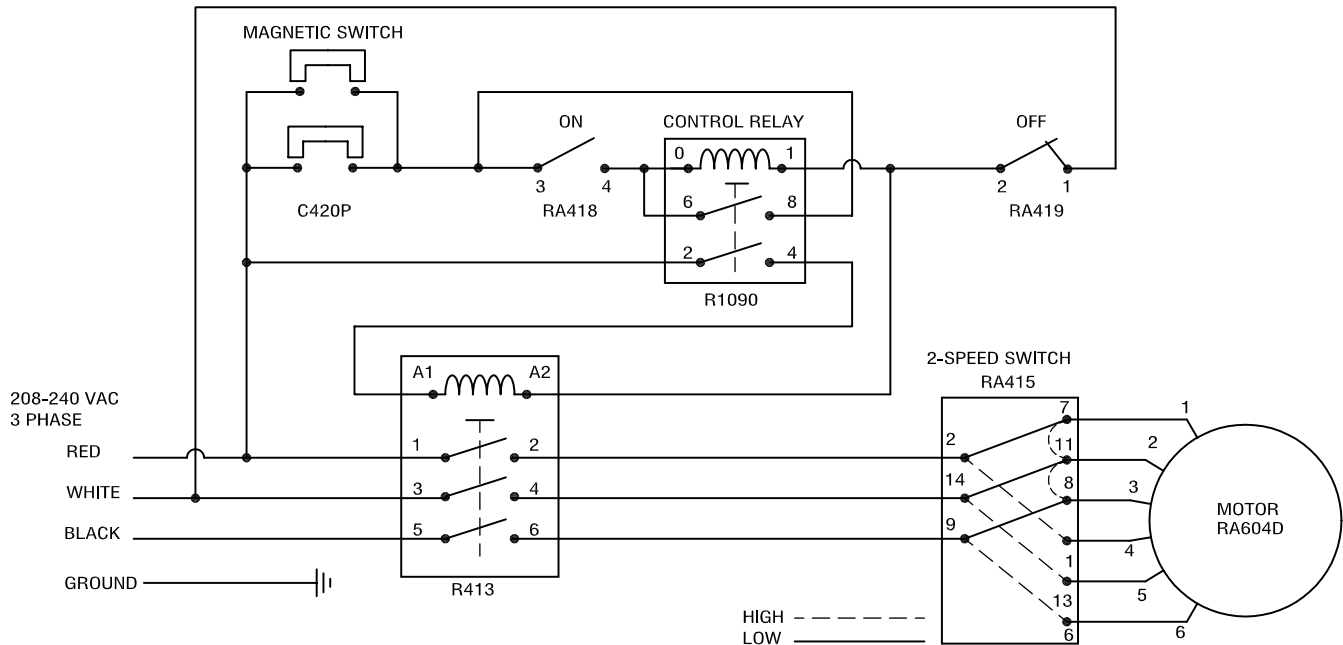 MAGNETIC SWITCH
C420P
ON
3
4
RA418
CONTROL RELAY
0
1
6
8
2
4
R1090
OFF
2
1
RA419
A1
A2
1
2
3
4
5
6
R413
208-240 VAC
3 PHASE
RED
WHITE
BLACK
GROUND
2-SPEED SWITCH
RA415
7
2
11
14
8
9
1
13
6
1
2
3
4
5
6
MOTOR
RA604D
HIGH
LOW